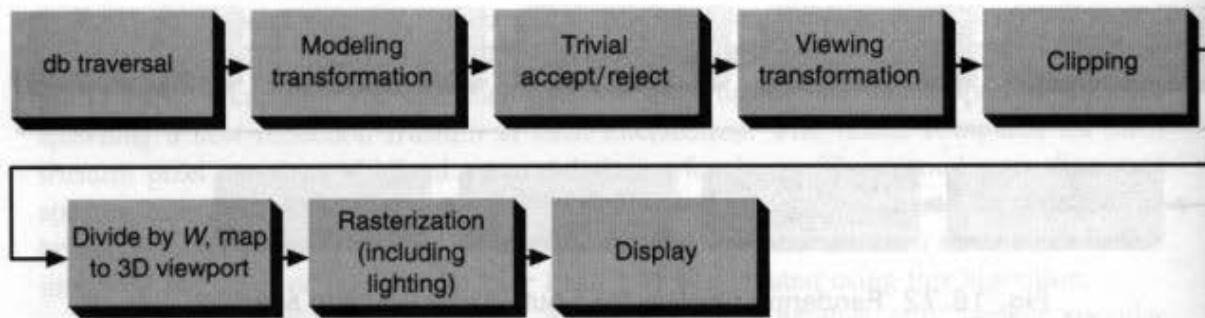 db traversal
Modeling
transformation
Trivial
accept/reject
Viewing
transformation
Clipping
Divide by W, map
to 3D viewport
Rasterization
(including
lighting)
Display